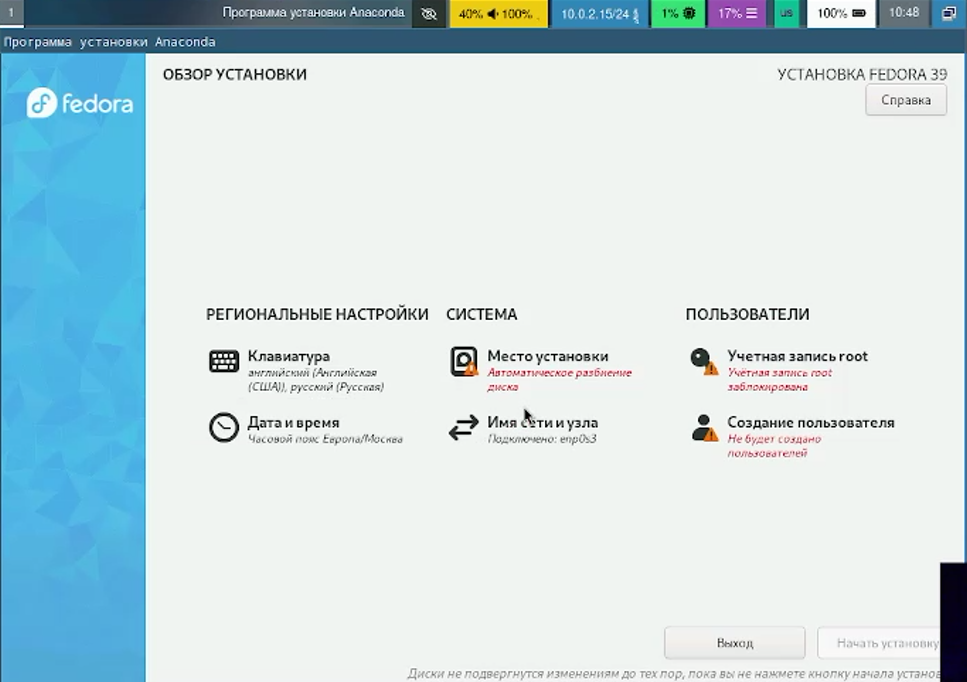 1
Программа установки Anaconda
40% 100%
10.0.2.15/24
1%
17%
us
100%
10:48
Программа установки Anaconda
fedora
ОБЗОР УСТАНОВКИ
УСТАНОВКА FEDORA 39
Справка
РЕГИОНАЛЬНЫЕ НАСТРОЙКИ
Клавиатура
английский (Английская
(США)), русский (Русская)
Дата и время
Часовой пояс Европа/Москва
СИСТЕМА
Место установки
Автоматическое разбиение
диска
Имя сети и узла
Подключено: enp0s3
ПОЛЬЗОВАТЕЛИ
Учетная запись root
Учётная запись root
заблокирована
Создание пользователя
Не будет создано
пользователей
Выход
Начать установку
Диски не подвергнутся изменениям до тех пор, пока вы не нажмете кнопку начала